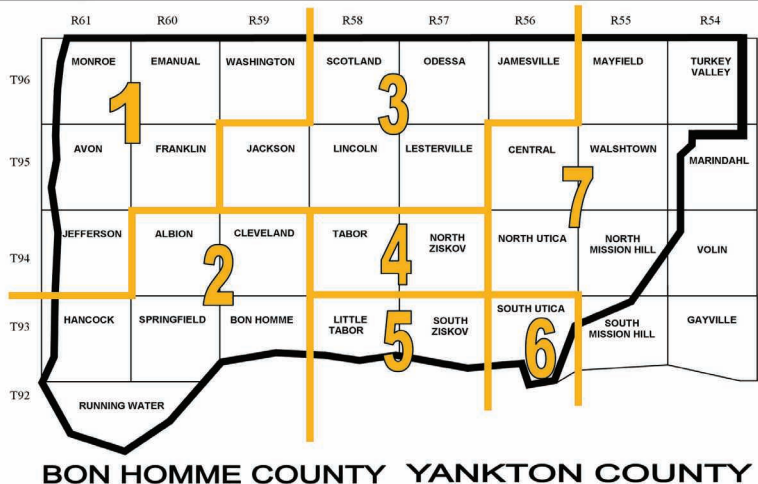 R61 R60 R59 R58 R57 R56 R55 R54
T96 MONROE EMANUAL WASHINGTON SCOTLAND ODESSA JAMESVILLE MAYFIELD TURKEY
VALLEY
1 3
T95 AVON FRANKLIN JACKSON LINCOLN LESTERVILLE CENTRAL WALSHTOWN MARINDAHL
7
T94 JEFFERSON ALBION CLEVELAND TABOR NORTH
ZISKOV NORTH UTICA NORTH
MISSION HILL VOLIN
2 4
T93 HANCOCK SPRINGFIELD BON HOMME LITTLE
TABOR SOUTH
ZISKOV SOUTH UTICA SOUTH
MISSION HILL GAYVILLE
5 6
T92 RUNNING WATER
BON HOMME COUNTY YANKTON COUNTY